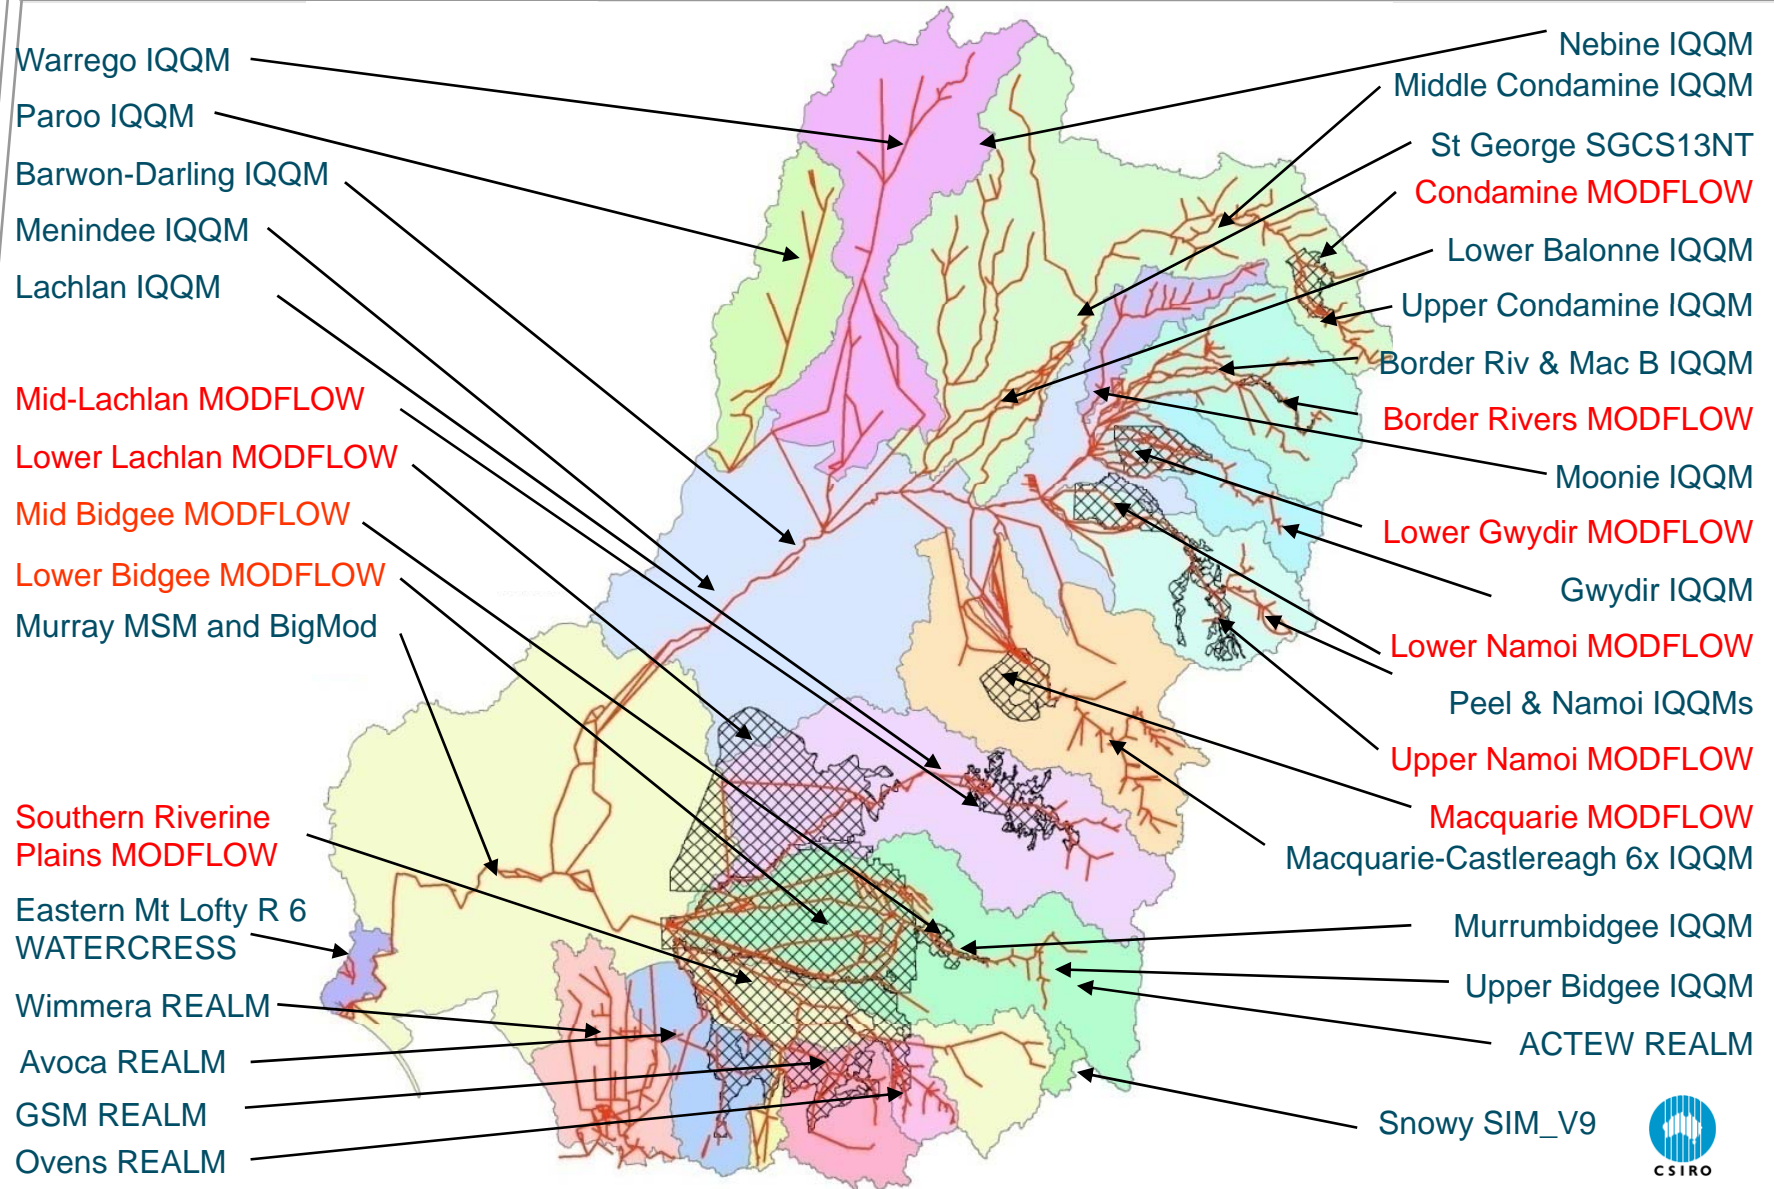 Warrego IQQM
Paroo IQQM
Barwon-Darling IQQM
Menindee IQQM
Lachlan IQQM
Mid-Lachlan MODFLOW
Lower Lachlan MODFLOW
Mid Bidgee MODFLOW
Lower Bidgee MODFLOW
Murray MSM and BigMod
Southern Riverine
Plains MODFLOW
Eastern Mt Lofty R 6
WATERCRESS
Wimmera REALM
Avoca REALM
GSM REALM
Ovens REALM
Nebine IQQM
Middle Condamine IQQM
St George SGCS13NT
Condamine MODFLOW
Lower Balonne IQQM
Upper Condamine IQQM
Border Riv & Mac B IQQM
Border Rivers MODFLOW
Moonie IQQM
Lower Gwydir MODFLOW
Gwydir IQQM
Lower Namoi MODFLOW
Peel & Namoi IQQMs
Upper Namoi MODFLOW
Macquarie MODFLOW
Macquarie-Castlereagh 6x IQQM
Murrumbidgee IQQM
Upper Bidgee IQQM
ACTEW REALM
Snowy SIM_V9
CSIRO